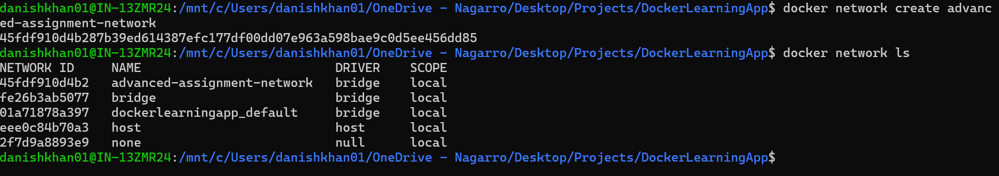 danishkhan01@IN-13ZMR24:/mnt/c/Users/danishkhan01/OneDrive - Nagarro/Desktop/Projects/DockerLearningApp$ docker network create advanc
ed-assignment-network
45fdf910d4b287b39ed614387efc177df00dd07e963a598bae9c0d5ee456dd85
danishkhan01@IN-13ZMR24:/mnt/c/Users/danishkhan01/OneDrive - Nagarro/Desktop/Projects/DockerLearningApp$ docker network ls
NETWORK ID     NAME                          DRIVER    SCOPE
45fdf910d4b2   advanced-assignment-network   bridge    local
fe26b3ab5077   bridge                        bridge    local
01a71878a397   dockerlearningapp_default     bridge    local
eee0c84b70a3   host                          host      local
2f7d9a8893e9   none                          null      local
danishkhan01@IN-13ZMR24:/mnt/c/Users/danishkhan01/OneDrive - Nagarro/Desktop/Projects/DockerLearningApp$